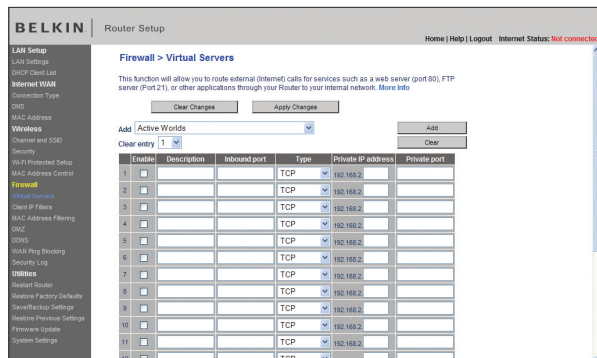 BELKIN
Router Setup
Home | Help | Logout Internet Status: Not connected
LAN Setup
LAN Settings
DHCP Client List
Internet WAN
Connection Type
DNS
MAC Address
Wireless
Channel and SSID
Security
Wi-Fi Protected Setup
MAC Address Control
Firewall
Virtual Servers
Client IP Filters
MAC Address Filtering
DMZ
DDNS
WAN Ping Blocking
Security Log
Utilities
Restart Router
Restore Factory Defaults
Save/Backup Settings
Restore Previous Settings
Firmware Update
System Settings
Firewall > Virtual Servers
This function will allow you to route external (Internet) calls for services such as a web server (port 80), FTP
server (Port 21), or other applications through your Router to your internal network. More Info
Clear Changes Apply Changes
Add Active Worlds Add
Clear entry 1 Clear
Enable Description Inbound port Type Private IP address Private port
1 TCP 192.168.2.
2 TCP 192.168.2.
3 TCP 192.168.2.
4 TCP 192.168.2.
5 TCP 192.168.2.
6 TCP 192.168.2.
7 TCP 192.168.2.
8 TCP 192.168.2.
9 TCP 192.168.2.
10 TCP 192.168.2.
11 TCP 192.168.2.